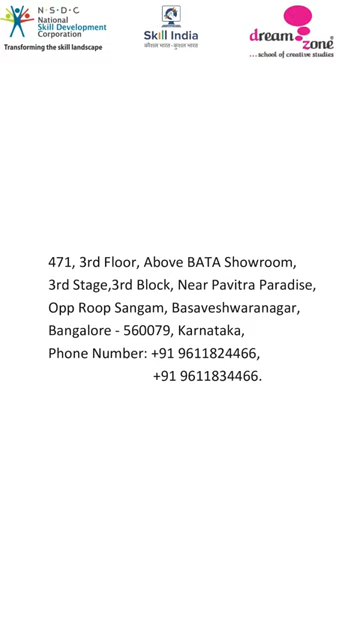 N·S·D·C
National
Skill Development
Corporation
Transforming the skill landscape
Skill India
कौशल भारत-कुशल भारत
dream zone
...school of creative studies
471, 3rd Floor, Above BATA Showroom,
3rd Stage,3rd Block, Near Pavitra Paradise,
Opp Roop Sangam, Basaveshwaranagar,
Bangalore - 560079, Karnataka,
Phone Number: +91 9611824466,
+91 9611834466.